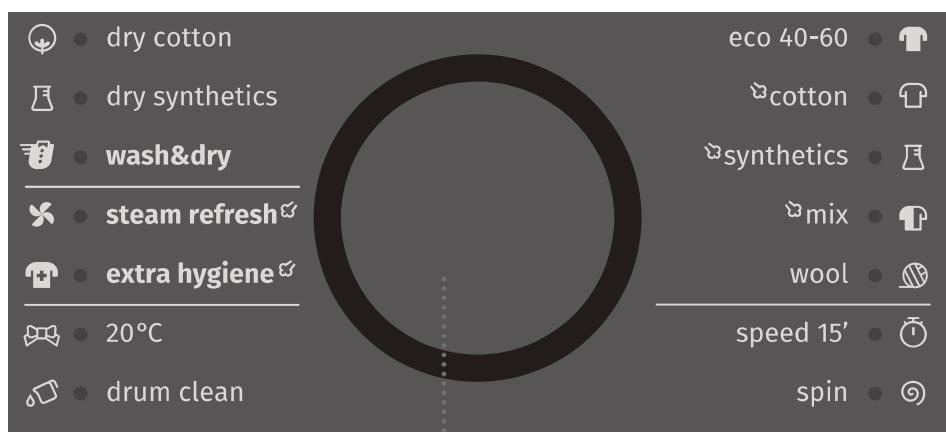 dry cotton
dry synthetics
wash&dry
steam refresh
extra hygiene
20°C
drum clean
eco 40-60
cotton
synthetics
mix
wool
speed 15’
spin